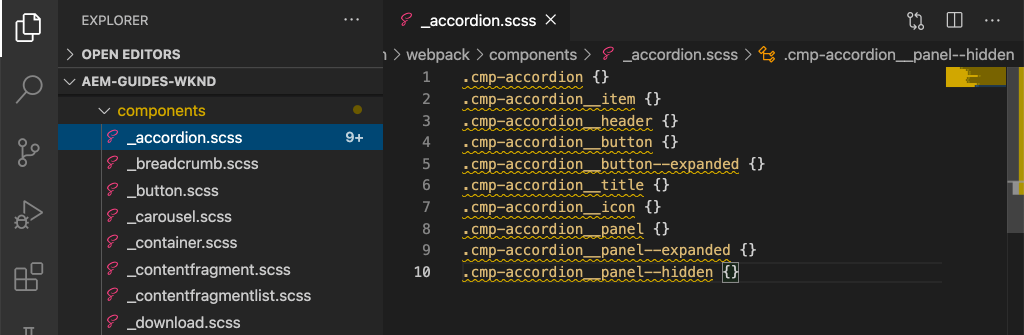 EXPLORER
_accordion.scss
OPEN EDITORS
webpack > components > _accordion.scss > .cmp-accordion__panel--hidden
AEM-GUIDES-WKND
components
_accordion.scss 9+
_breadcrumb.scss
_button.scss
_carousel.scss
_container.scss
_contentfragment.scss
_contentfragmentlist.scss
_download.scss
1 .cmp-accordion {}
2 .cmp-accordion__item {}
3 .cmp-accordion__header {}
4 .cmp-accordion__button {}
5 .cmp-accordion__button--expanded {}
6 .cmp-accordion__title {}
7 .cmp-accordion__icon {}
8 .cmp-accordion__panel {}
9 .cmp-accordion__panel--expanded {}
10 .cmp-accordion__panel--hidden {}